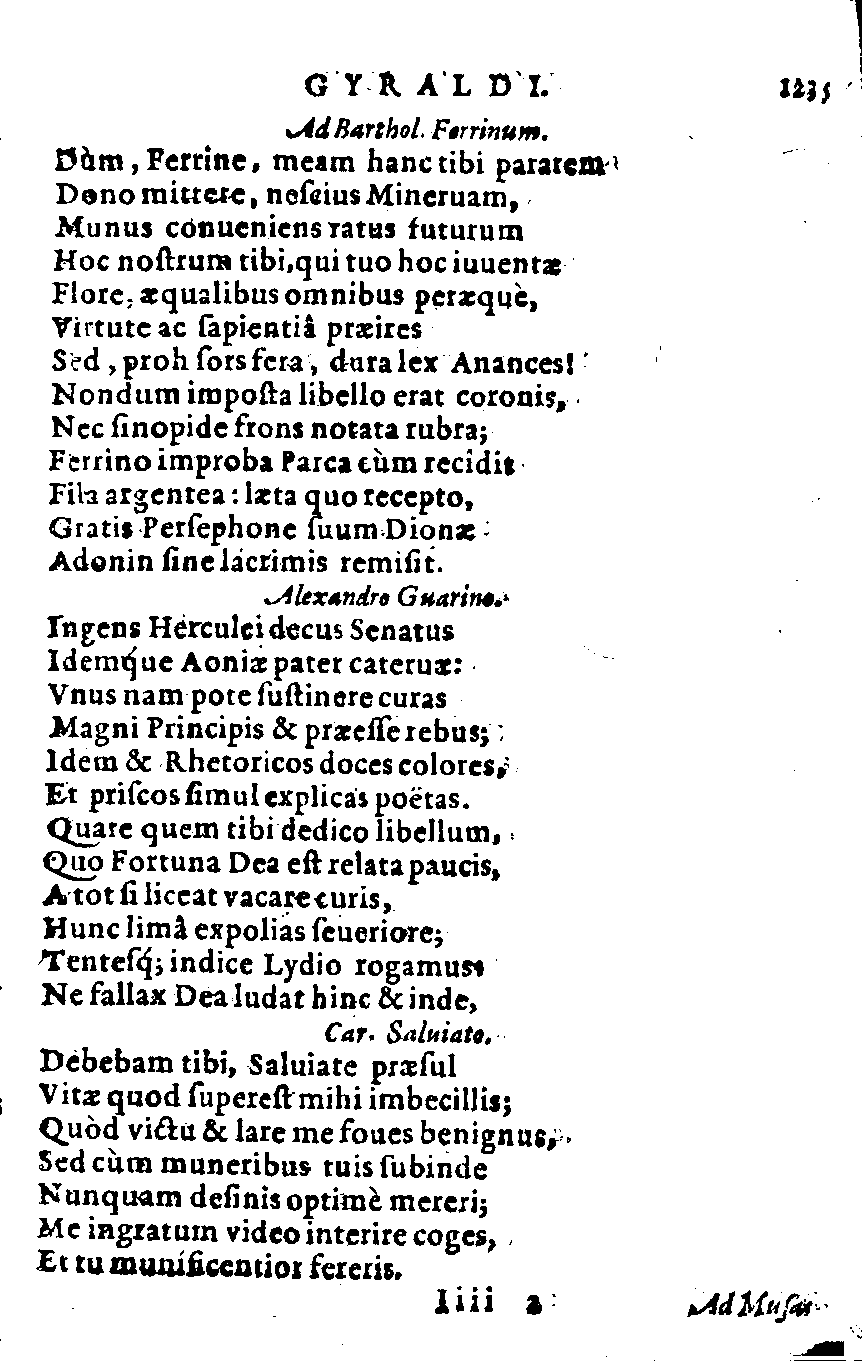 GYRALDI. 1235
Ad Barthol. Ferrinum.
Dùm, Ferrine, meam hanc tibi pararem
Dono mittere, nescius Mineruam,
Munus conueniens ratus futurum
Hoc nostrum tibi, qui tuo hoc iuuentæ
Flore, æqualibus omnibus peræquè,
Virtute ac sapientiâ præires
Sed, proh sors fera, dura lex Anances!
Nondum imposta libello erat coronis,
Nec sinopide frons notata rubra;
Ferrino improba Parca cùm recidit
Fila argentea: læta quo recepto,
Gratis Persephone suum Dionæ
Adonin sine lacrimis remisit.
Alexandro Guarino.
Ingens Herculei decus Senatus
Idemq́ue Aoniæ pater cateruæ:
Vnus nam pote sustinere curas
Magni Principis & præesse rebus;
Idem & Rhetoricos doces colores,
Et priscos simul explicas poëtas.
Quare quem tibi dedico libellum,
Quo Fortuna Dea est relata paucis,
A tot si liceat vacare curis,
Hunc limâ expolias seueriore;
Tentesq́; indice Lydio rogamus
Ne fallax Dea ludat hinc & inde,
Car. Saluiato.
Debebam tibi, Saluiate præsul
Vitæ quod superest mihi imbecillis;
Quòd victu & lare me foues benignus,
Sed cùm muneribus tuis subinde
Nunquam desinis optimè mereri;
Me ingratum video interire coges,
Et tu munificentior fereris.
Iiii 2 Ad Musas